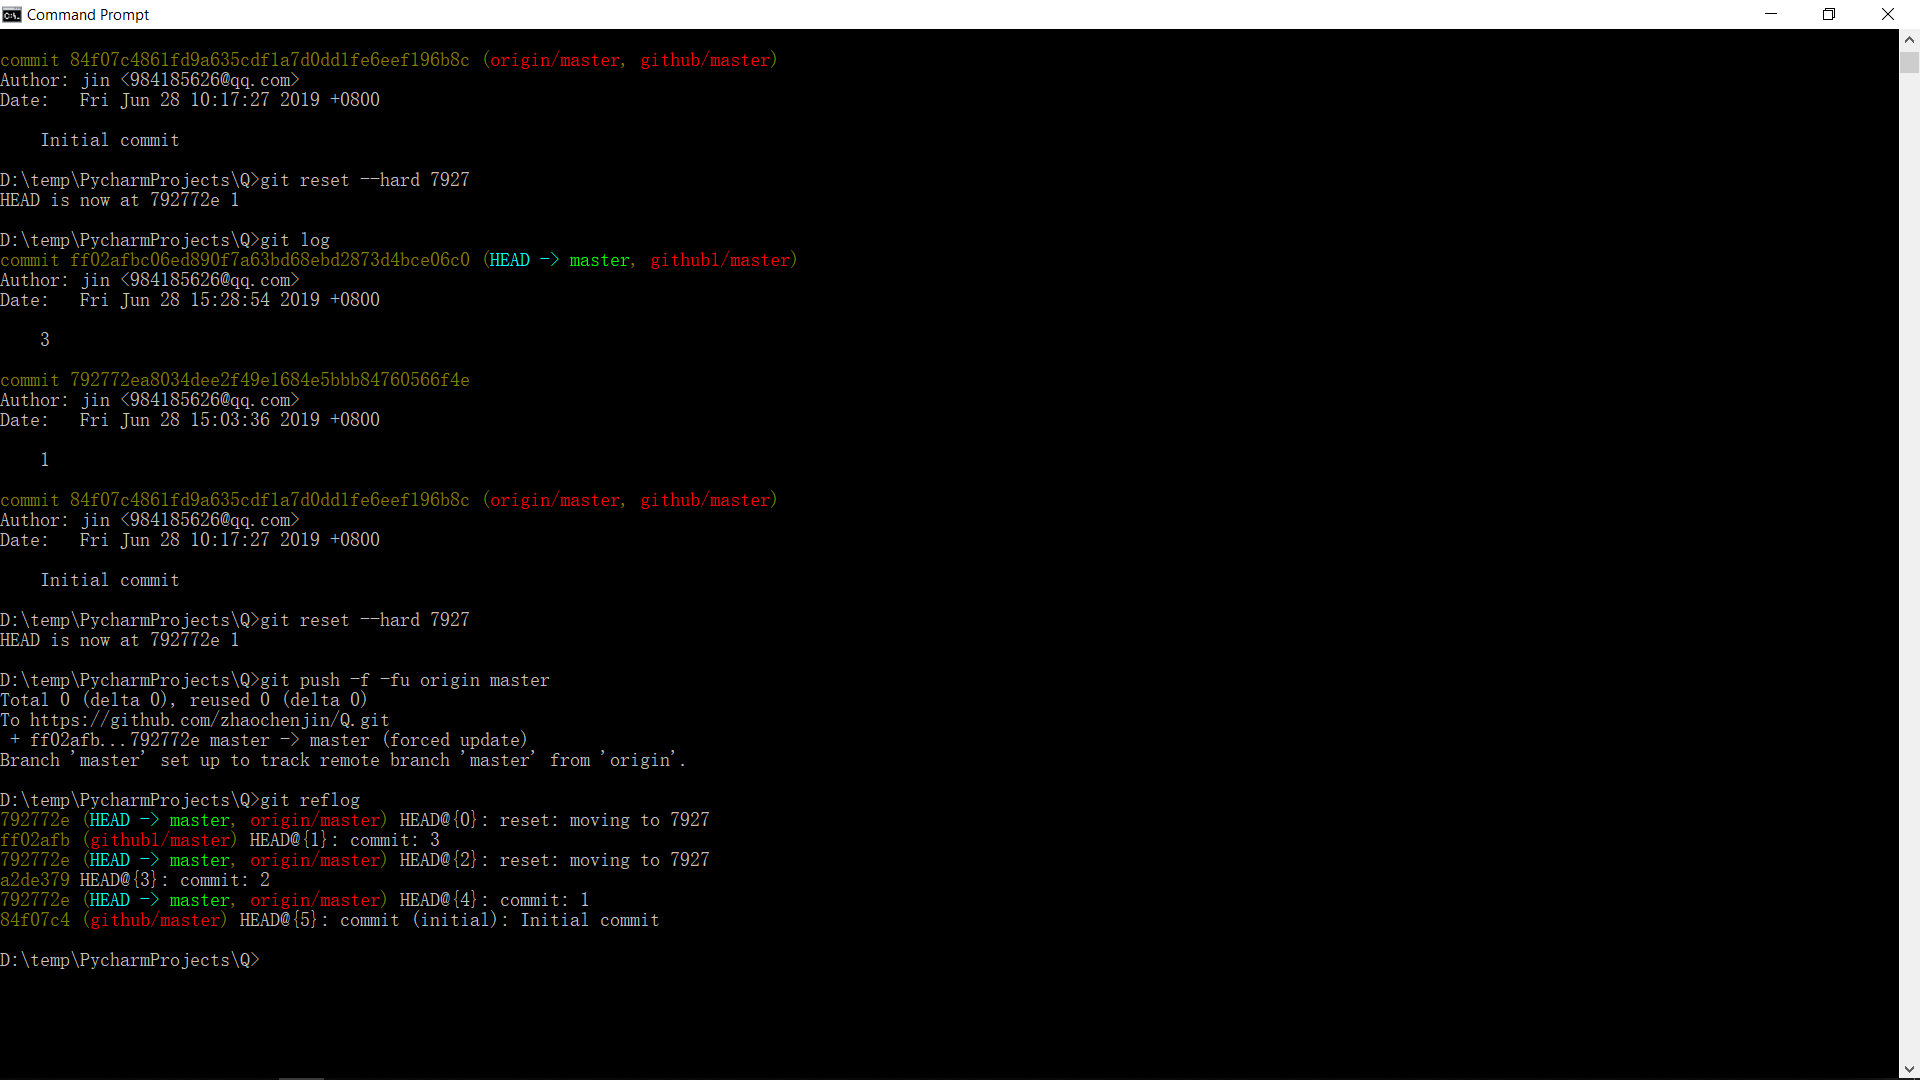 Command Prompt
commit 84f07c4861fd9a635cdf1a7d0dd1fe6eef196b8c (origin/master, github/master)
Author: jin <984185626@qq.com>
Date:   Fri Jun 28 10:17:27 2019 +0800
    Initial commit
D:\temp\PycharmProjects\Q>git reset --hard 7927
HEAD is now at 792772e 1
D:\temp\PycharmProjects\Q>git log
commit ff02afbc06ed890f7a63bd68ebd2873d4bce06c0 (HEAD -> master, github1/master)
Author: jin <984185626@qq.com>
Date:   Fri Jun 28 15:28:54 2019 +0800
    3
commit 792772ea8034dee2f49e1684e5bbb84760566f4e
Author: jin <984185626@qq.com>
Date:   Fri Jun 28 15:03:36 2019 +0800
    1
commit 84f07c4861fd9a635cdf1a7d0dd1fe6eef196b8c (origin/master, github/master)
Author: jin <984185626@qq.com>
Date:   Fri Jun 28 10:17:27 2019 +0800
    Initial commit
D:\temp\PycharmProjects\Q>git reset --hard 7927
HEAD is now at 792772e 1
D:\temp\PycharmProjects\Q>git push -f -fu origin master
Total 0 (delta 0), reused 0 (delta 0)
To https://github.com/zhaochenjin/Q.git
 + ff02afb...792772e master -> master (forced update)
Branch 'master' set up to track remote branch 'master' from 'origin'.
D:\temp\PycharmProjects\Q>git reflog
792772e (HEAD -> master, origin/master) HEAD@{0}: reset: moving to 7927
ff02afb (github1/master) HEAD@{1}: commit: 3
792772e (HEAD -> master, origin/master) HEAD@{2}: reset: moving to 7927
a2de379 HEAD@{3}: commit: 2
792772e (HEAD -> master, origin/master) HEAD@{4}: commit: 1
84f07c4 (github/master) HEAD@{5}: commit (initial): Initial commit
D:\temp\PycharmProjects\Q>